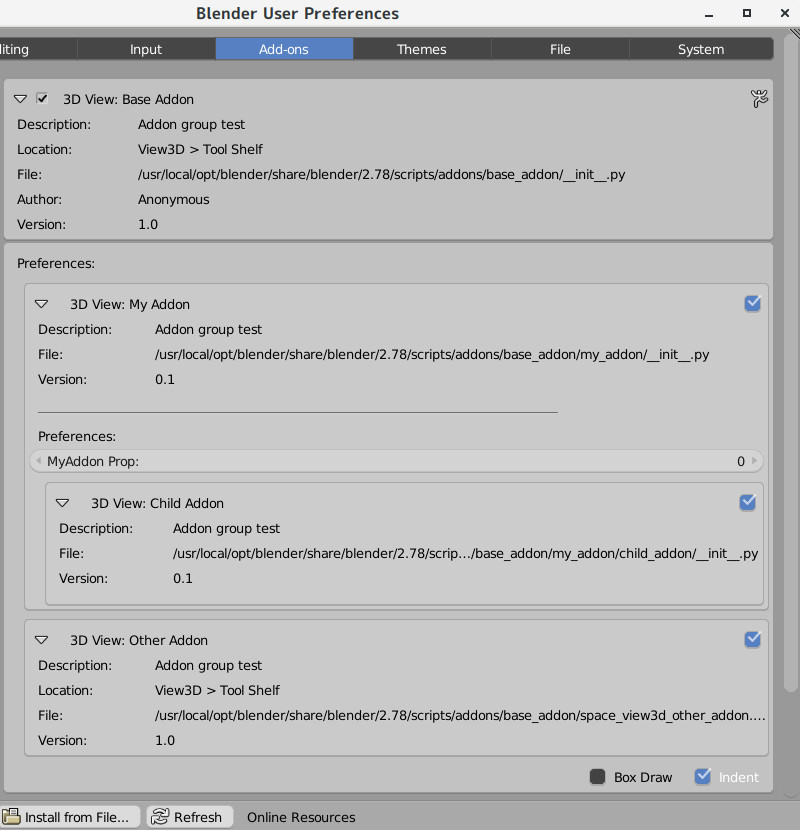 Blender User Preferences
iting Input Add-ons Themes File System
3D View: Base Addon
Description: Addon group test
Location: View3D > Tool Shelf
File: /usr/local/opt/blender/share/blender/2.78/scripts/addons/base_addon/__init__.py
Author: Anonymous
Version: 1.0
Preferences:
3D View: My Addon
Description: Addon group test
File: /usr/local/opt/blender/share/blender/2.78/scripts/addons/base_addon/my_addon/__init__.py
Version: 0.1
Preferences:
MyAddon Prop: 0
3D View: Child Addon
Description: Addon group test
File: /usr/local/opt/blender/share/blender/2.78/scrip.../base_addon/my_addon/child_addon/__init__.py
Version: 0.1
3D View: Other Addon
Description: Addon group test
Location: View3D > Tool Shelf
File: /usr/local/opt/blender/share/blender/2.78/scripts/addons/base_addon/space_view3d_other_addon....
Version: 1.0
Box Draw Indent
Install from File... Refresh Online Resources